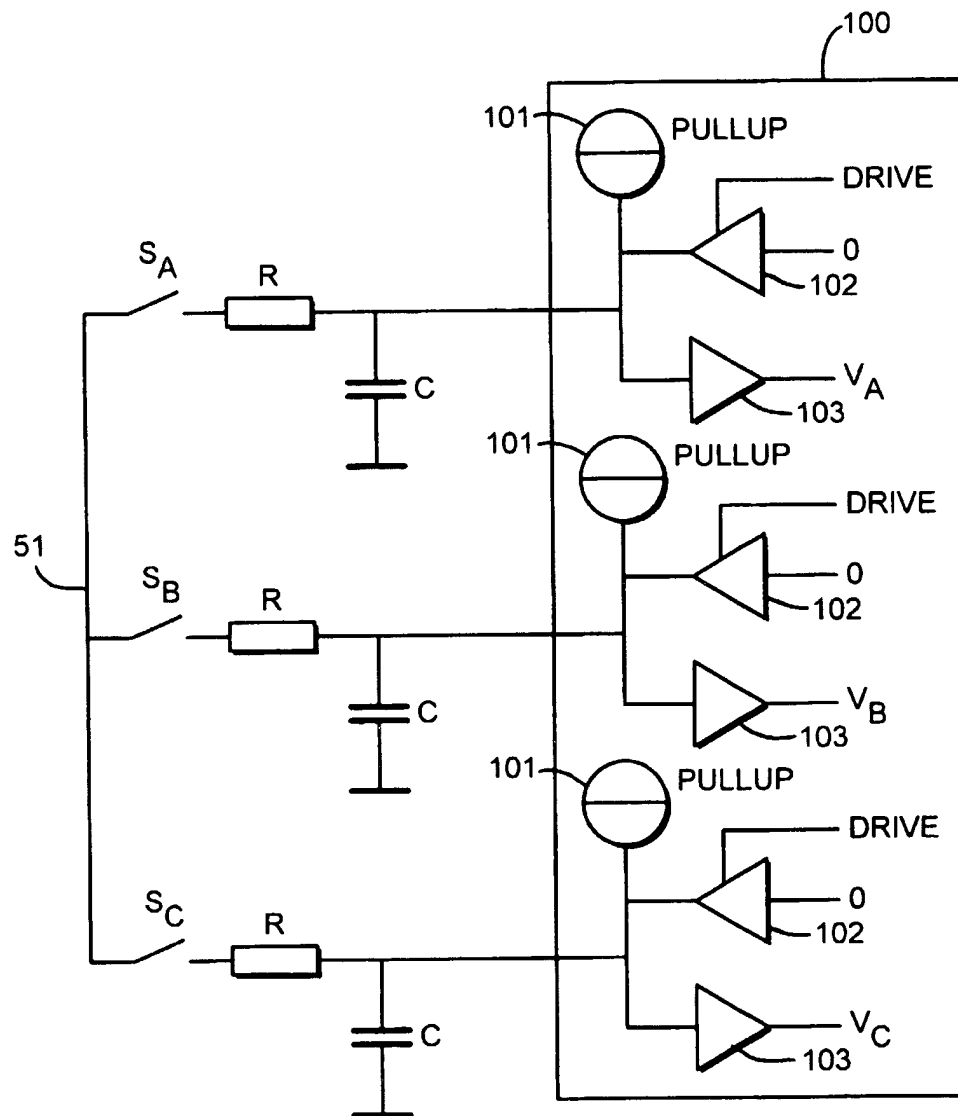 100
101 PULLUP
DRIVE
0
102
S_A R
C
V_A
103
101 PULLUP
DRIVE
51
0
102
S_B R
C
V_B
103
101 PULLUP
DRIVE
0
102
S_C R
C
V_C
103